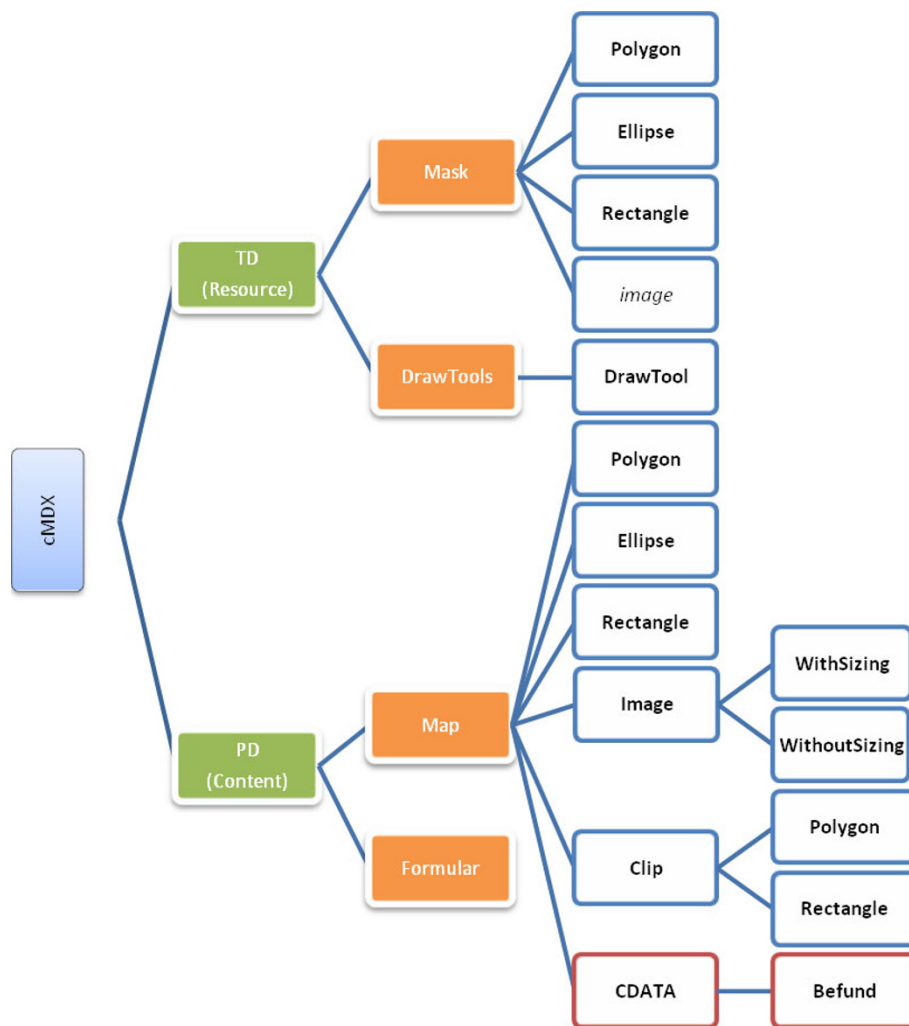 cMDX
TD
(Resource)
Mask
Polygon
Ellipse
Rectangle
image
DrawTools
DrawTool
PD
(Content)
Map
Polygon
Ellipse
Rectangle
Image
WithSizing
WithoutSizing
Clip
Polygon
Rectangle
CDATA
Befund
Formular